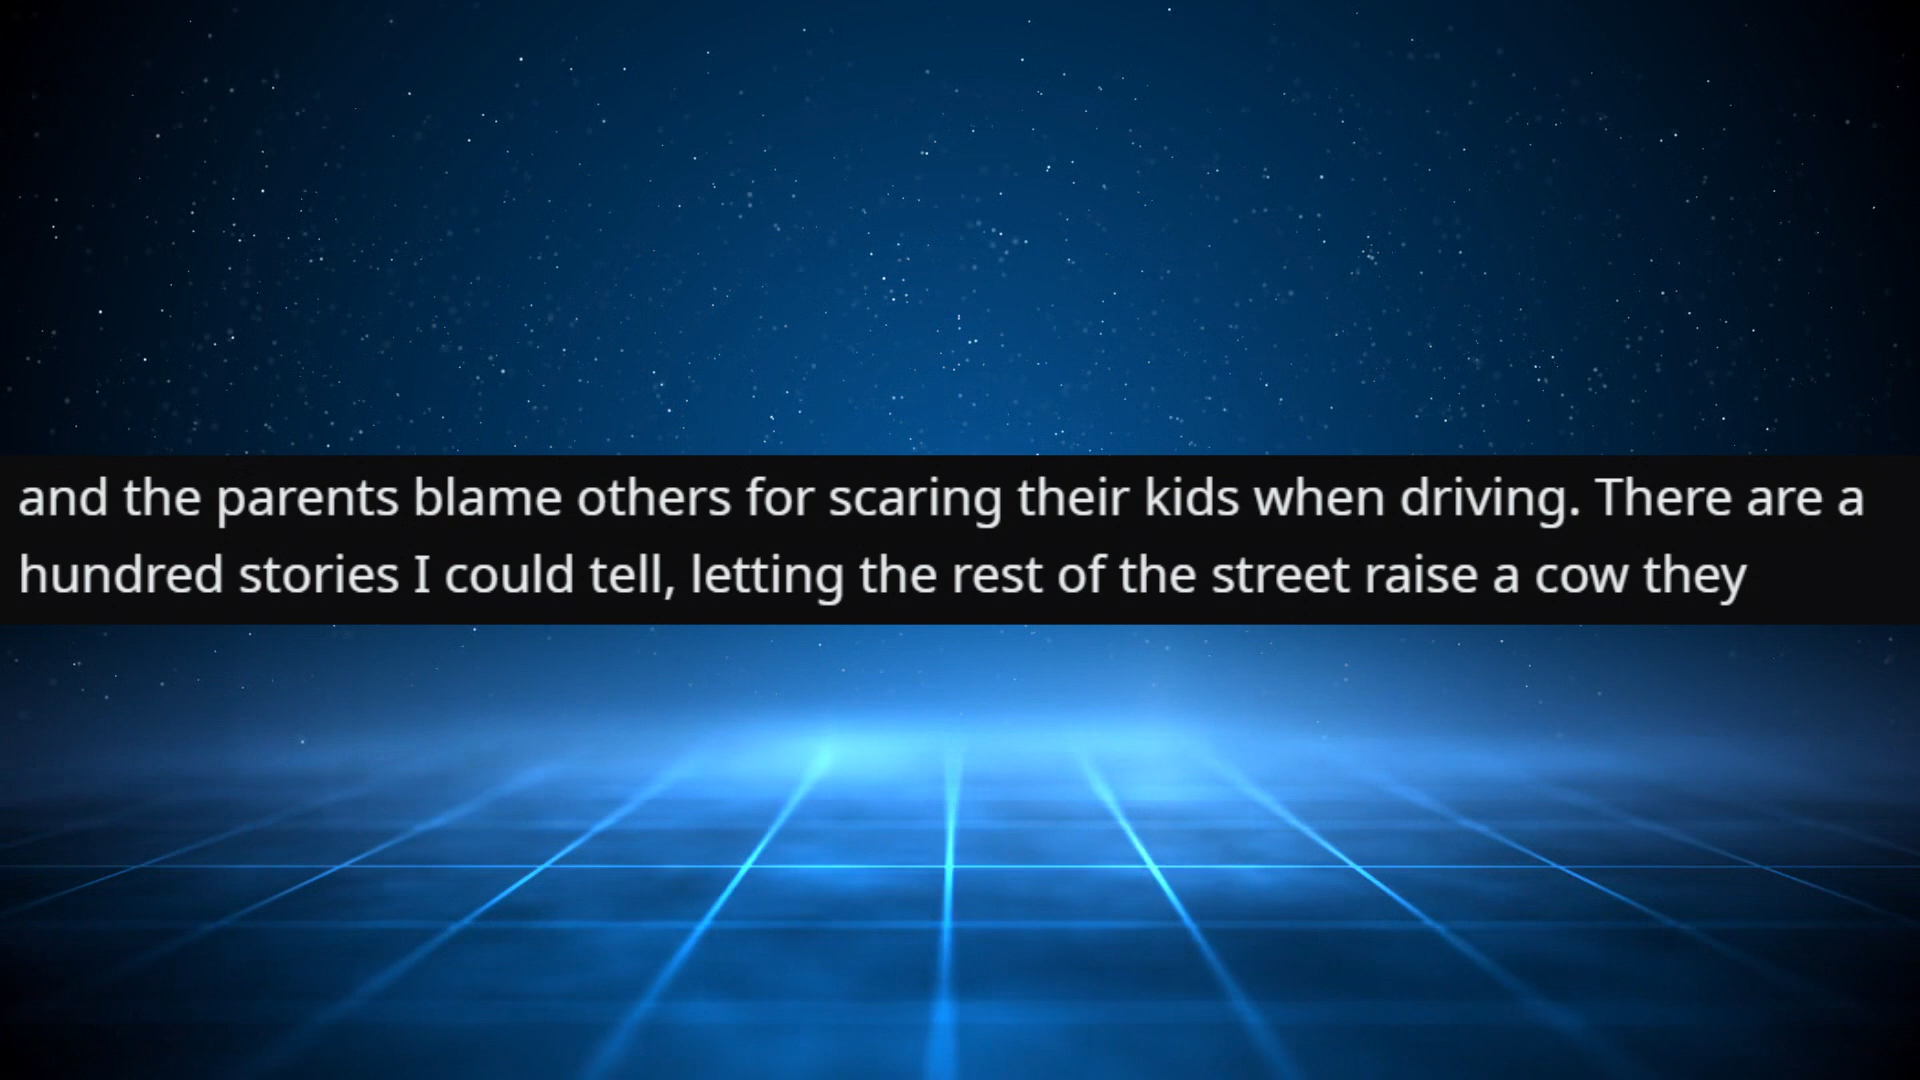 and the parents blame others for scaring their kids when driving. There are a
hundred stories I could tell, letting the rest of the street raise a cow they